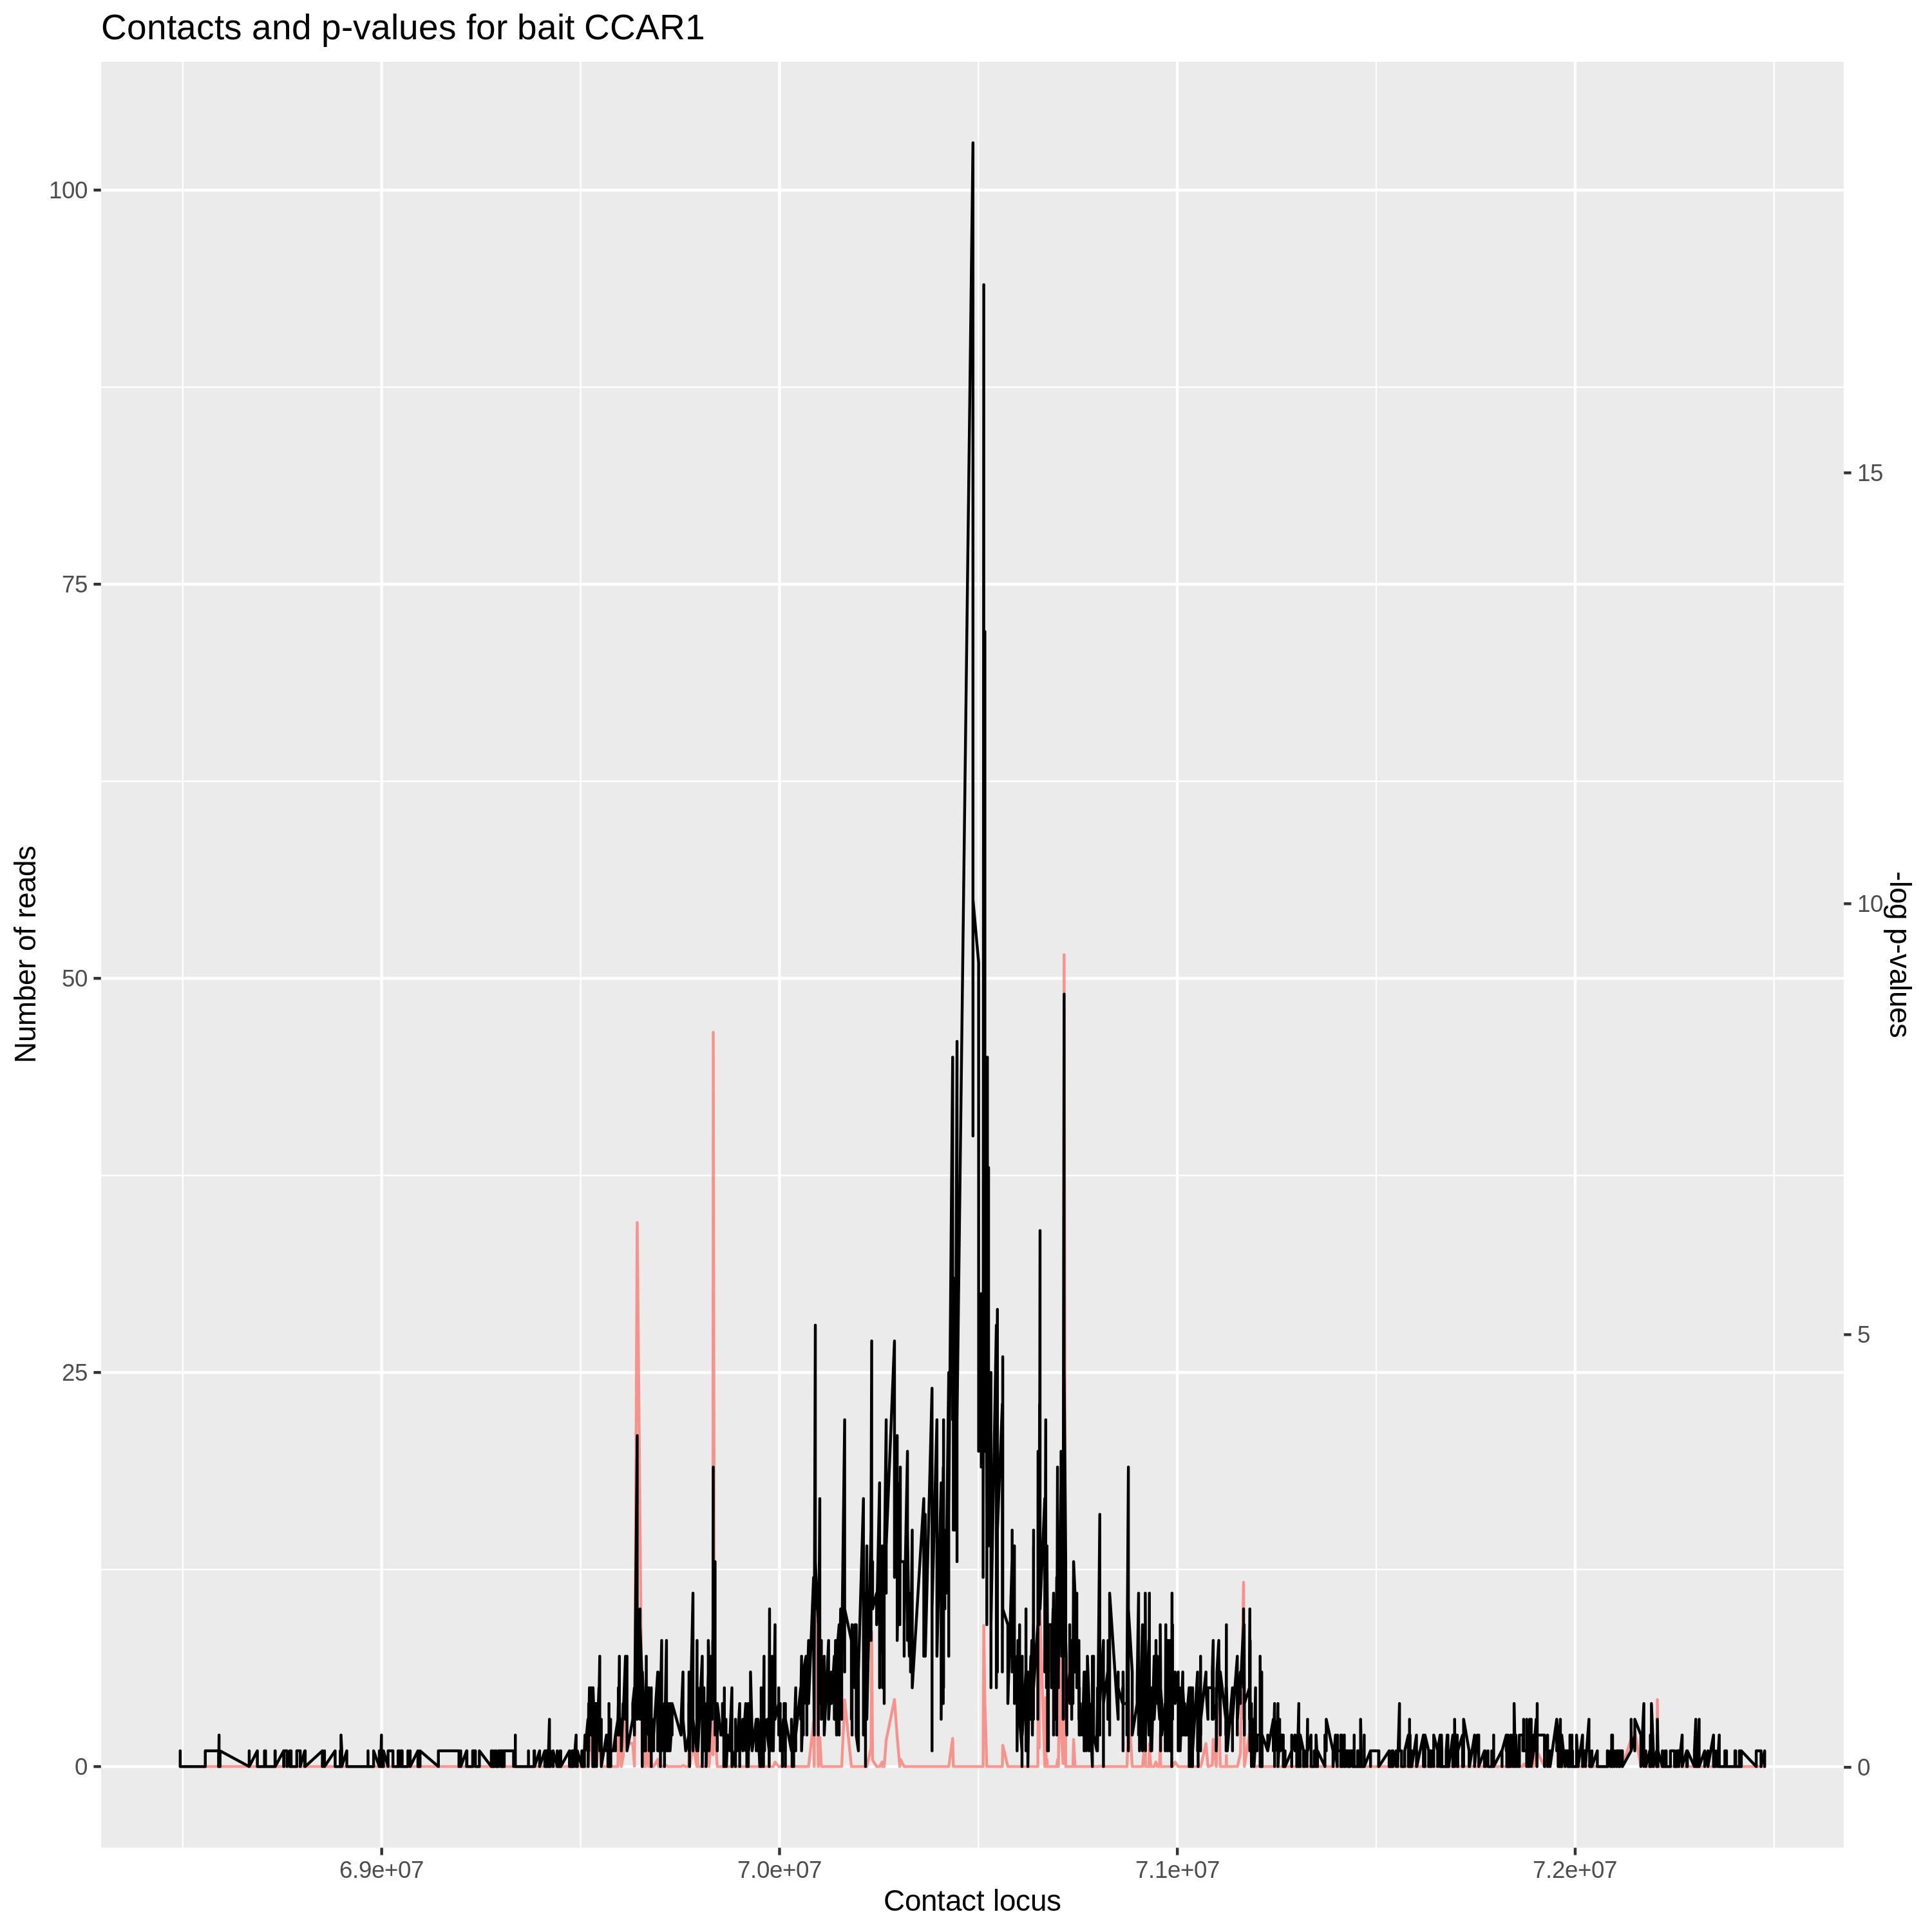 Contacts and p-values for bait CCAR1
100
75
50
25
0
Number of reads
15
10
5
0
-log p-values
6.9e+07
7.0e+07
7.1e+07
7.2e+07
Contact locus